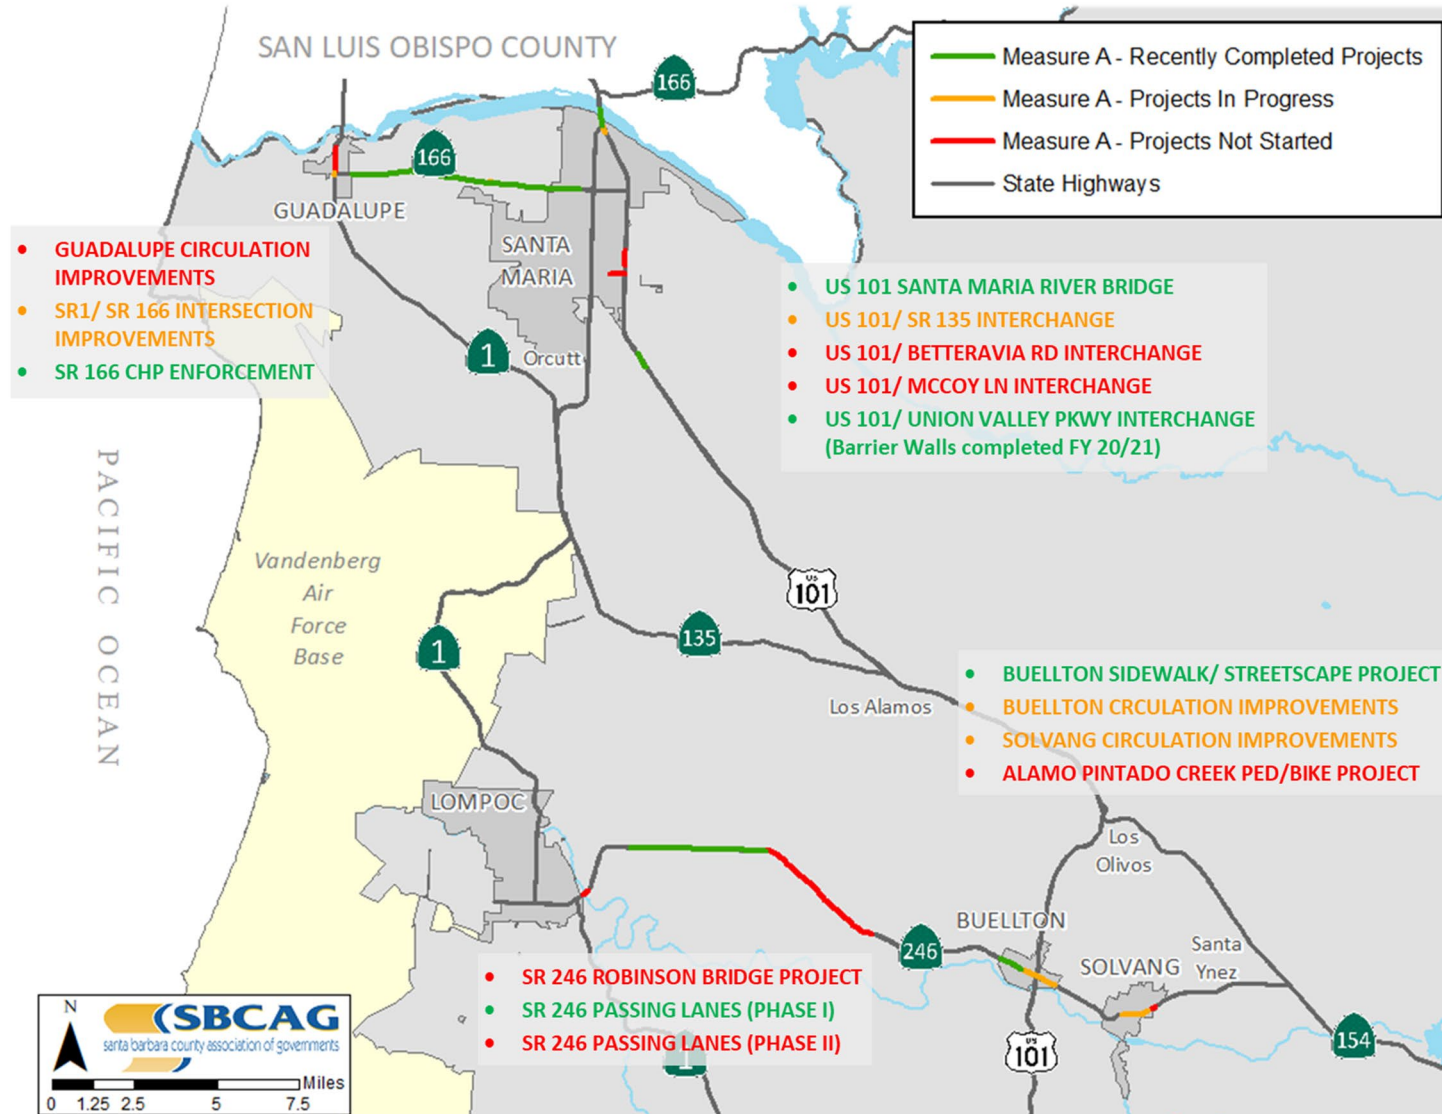 SAN LUIS OBISPO COUNTY
166
Measure A - Recently Completed Projects
Measure A - Projects In Progress
Measure A - Projects Not Started
State Highways
166
GUADALUPE
SANTA
MARIA
• GUADALUPE CIRCULATION
IMPROVEMENTS
• SR1/ SR 166 INTERSECTION
IMPROVEMENTS
• SR 166 CHP ENFORCEMENT
• US 101 SANTA MARIA RIVER BRIDGE
• US 101/ SR 135 INTERCHANGE
• US 101/ BETTERAVIA RD INTERCHANGE
• US 101/ MCCOY LN INTERCHANGE
• US 101/ UNION VALLEY PKWY INTERCHANGE
(Barrier Walls completed FY 20/21)
1
Orcutt
PACIFIC OCEAN
Vandenberg
Air
Force
Base
US
101
1
135
Los Alamos
• BUELLTON SIDEWALK/ STREETSCAPE PROJECT
• BUELLTON CRCULATION IMPROVEMENTS
• SOLVANG CIRCULATION IMPROVEMENTS
• ALAMO PINTADO CREEK PED/BIKE PROJECT
LOMPOC
Los
Olivos
BUELLTON
246
SOLVANG
Santa
Ynez
• SR 246 ROBINSON BRIDGE PROJECT
• SR 246 PASSING LANES (PHASE I)
• SR 246 PASSING LANES (PHASE II)
1
US
101
154
N
SBCAG
santa barbara county association of governments
Miles
0 1.25 2.5 5 7.5